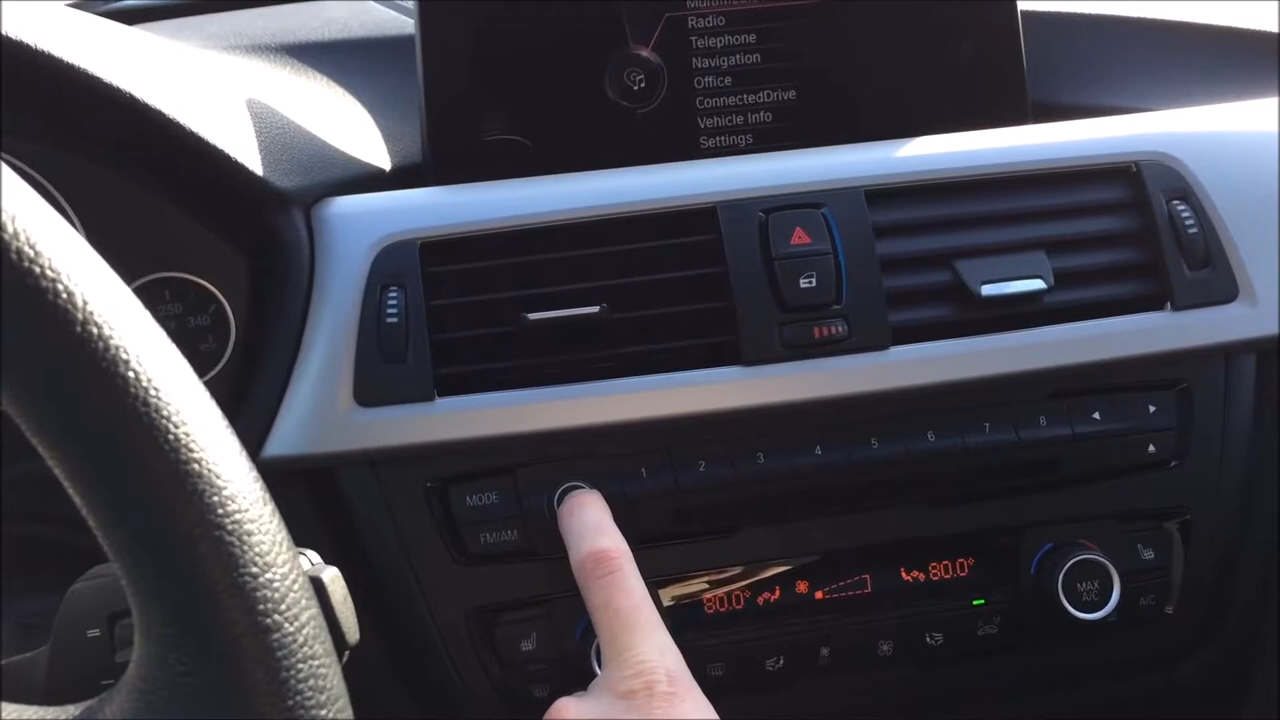 Radio
Telephone
Navigation
Office
ConnectedDrive
Vehicle Info
Settings
250
°F 340
MODE
FM/AM
1 2 3 4 5 6 7 8
80.0°
80.0°
MAX
A/C
A/C